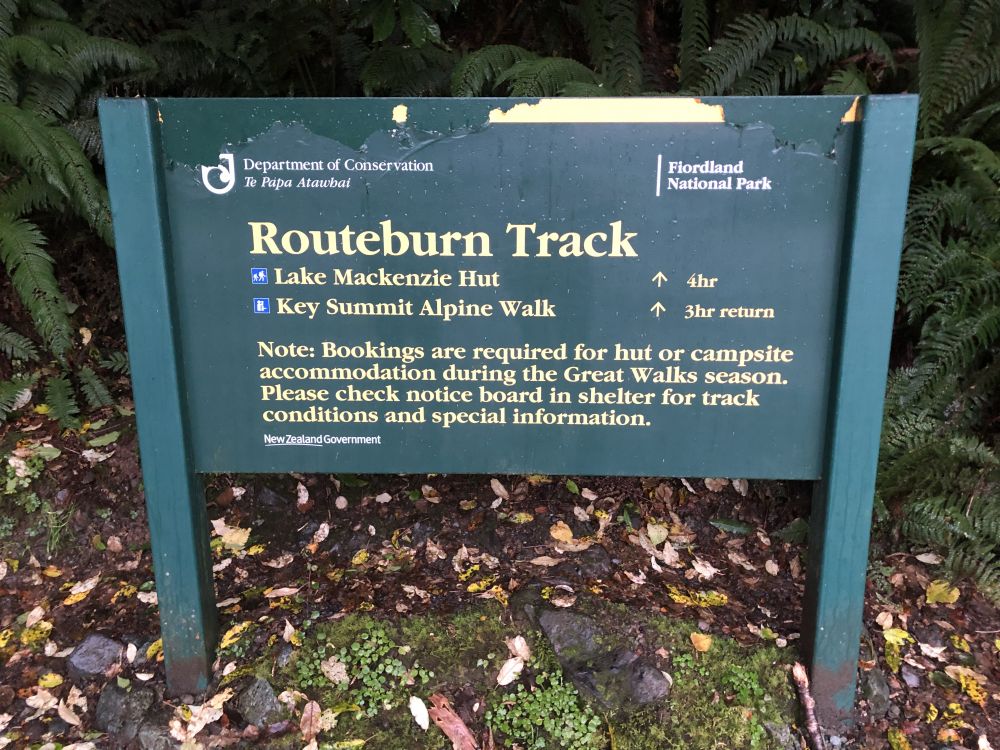 Department of Conservation
Te Papa Atawhai
Fiordland
National Park
Routeburn Track
Lake Mackenzie Hut ↑ 4hr
Key Summit Alpine Walk ↑ 3hr return
Note: Bookings are required for hut or campsite
accommodation during the Great Walks season.
Please check notice board in shelter for track
conditions and special information.
New Zealand Government